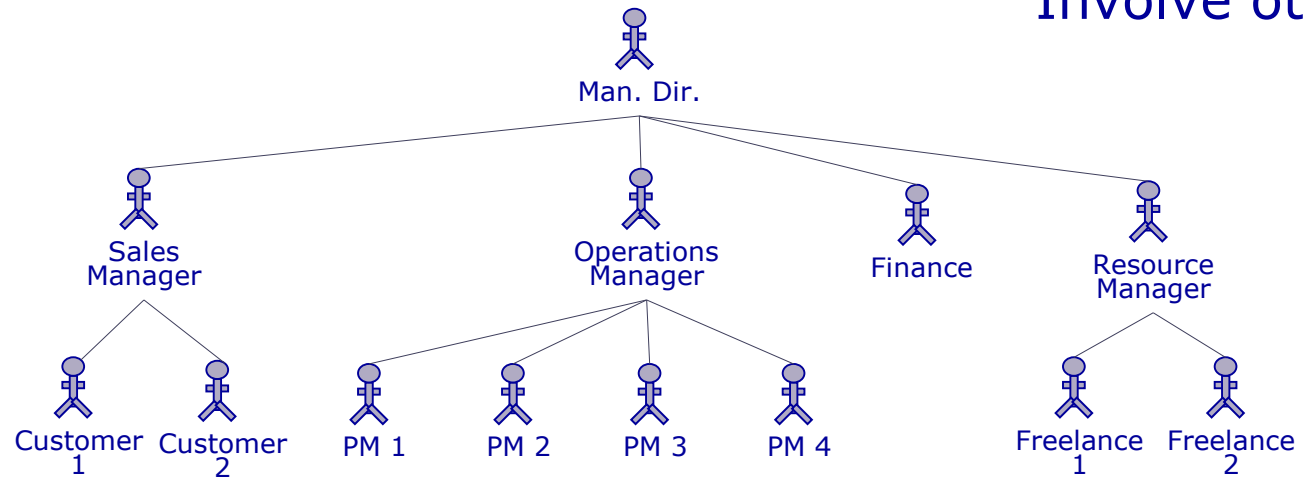 Involve
Man. Dir.
Sales
Manager
Operations
Manager
Finance
Resource
Manager
Customer
1
Customer
2
PM 1
PM 2
PM 3
PM 4
Freelance
1
Freelance
2